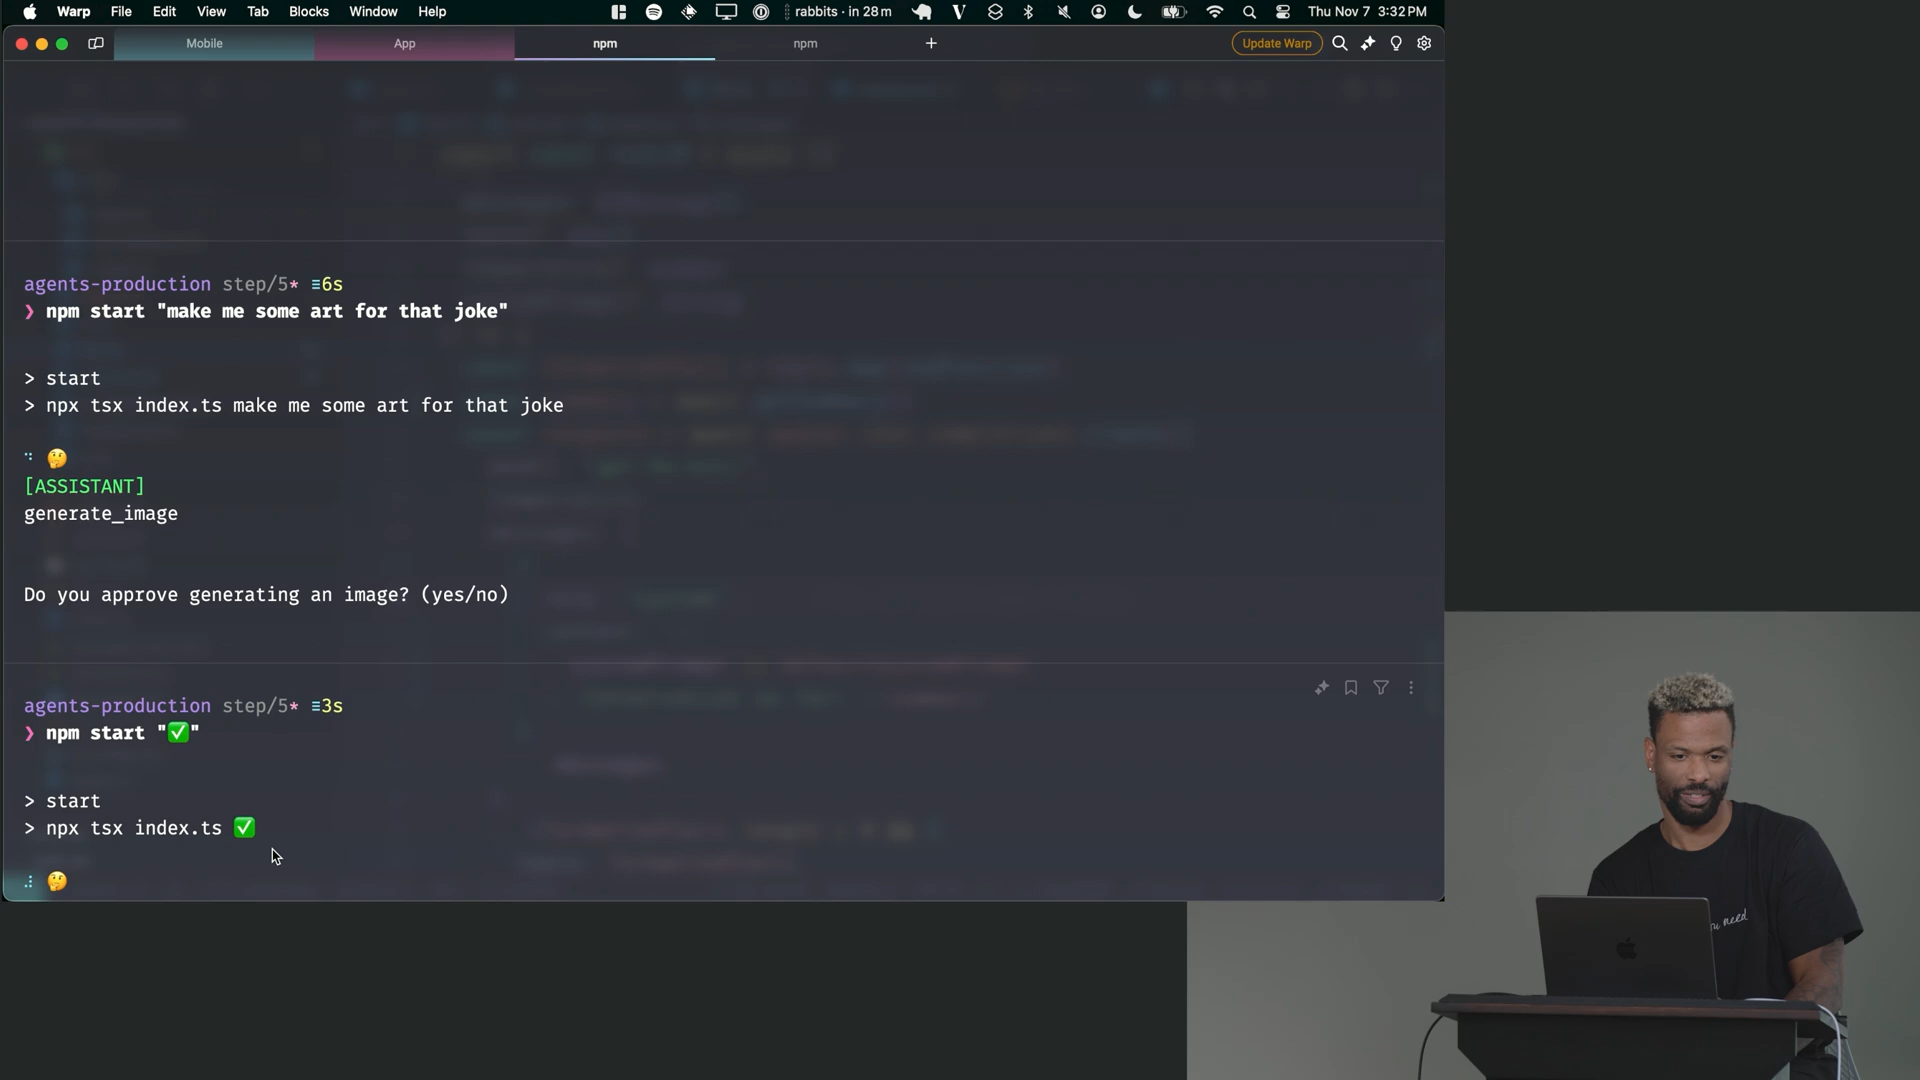 Warp File Edit View Tab Blocks Window Help rabbits · in 28 m Thu Nov 7 3:32 PM
Mobile App npm npm + Update Warp
agents-production step/5* ≡6s
❯ npm start "make me some art for that joke"
> start
> npx tsx index.ts make me some art for that joke
🤔
[ASSISTANT]
generate_image
Do you approve generating an image? (yes/no)
agents-production step/5* ≡3s
❯ npm start "✅"
> start
> npx tsx index.ts ✅
🤔
need